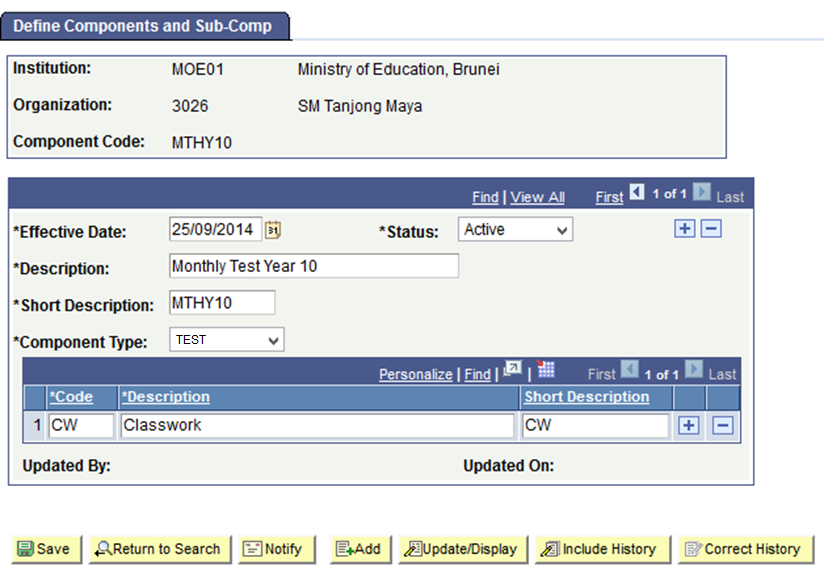 Define Components and Sub-Comp
Institution: MOE01 Ministry of Education, Brunei
Organization: 3026 SM Tanjong Maya
Component Code: MTHY10
Find | View All First 1 of 1 Last
*Effective Date: 25/09/2014 31 *Status: Active
*Description: Monthly Test Year 10
*Short Description: MTHY10
*Component Type: TEST
Personalize | Find | | First 1 of 1 Last
*Code *Description Short Description
1 CW Classwork CW
Updated By: Updated On:
Save Return to Search Notify Add Update/Display Include History Correct History